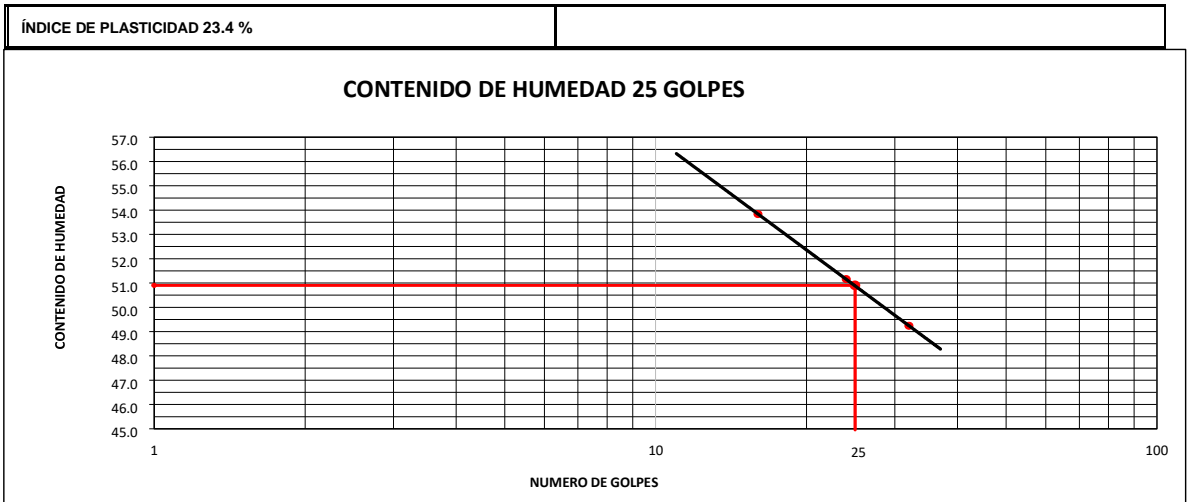 ÍNDICE DE PLASTICIDAD 23.4 %
CONTENIDO DE HUMEDAD 25 GOLPES
CONTENIDO DE HUMEDAD
57.0
56.0
55.0
54.0
53.0
52.0
51.0
50.0
49.0
48.0
47.0
46.0
45.0
1 10 25 100
NUMERO DE GOLPES